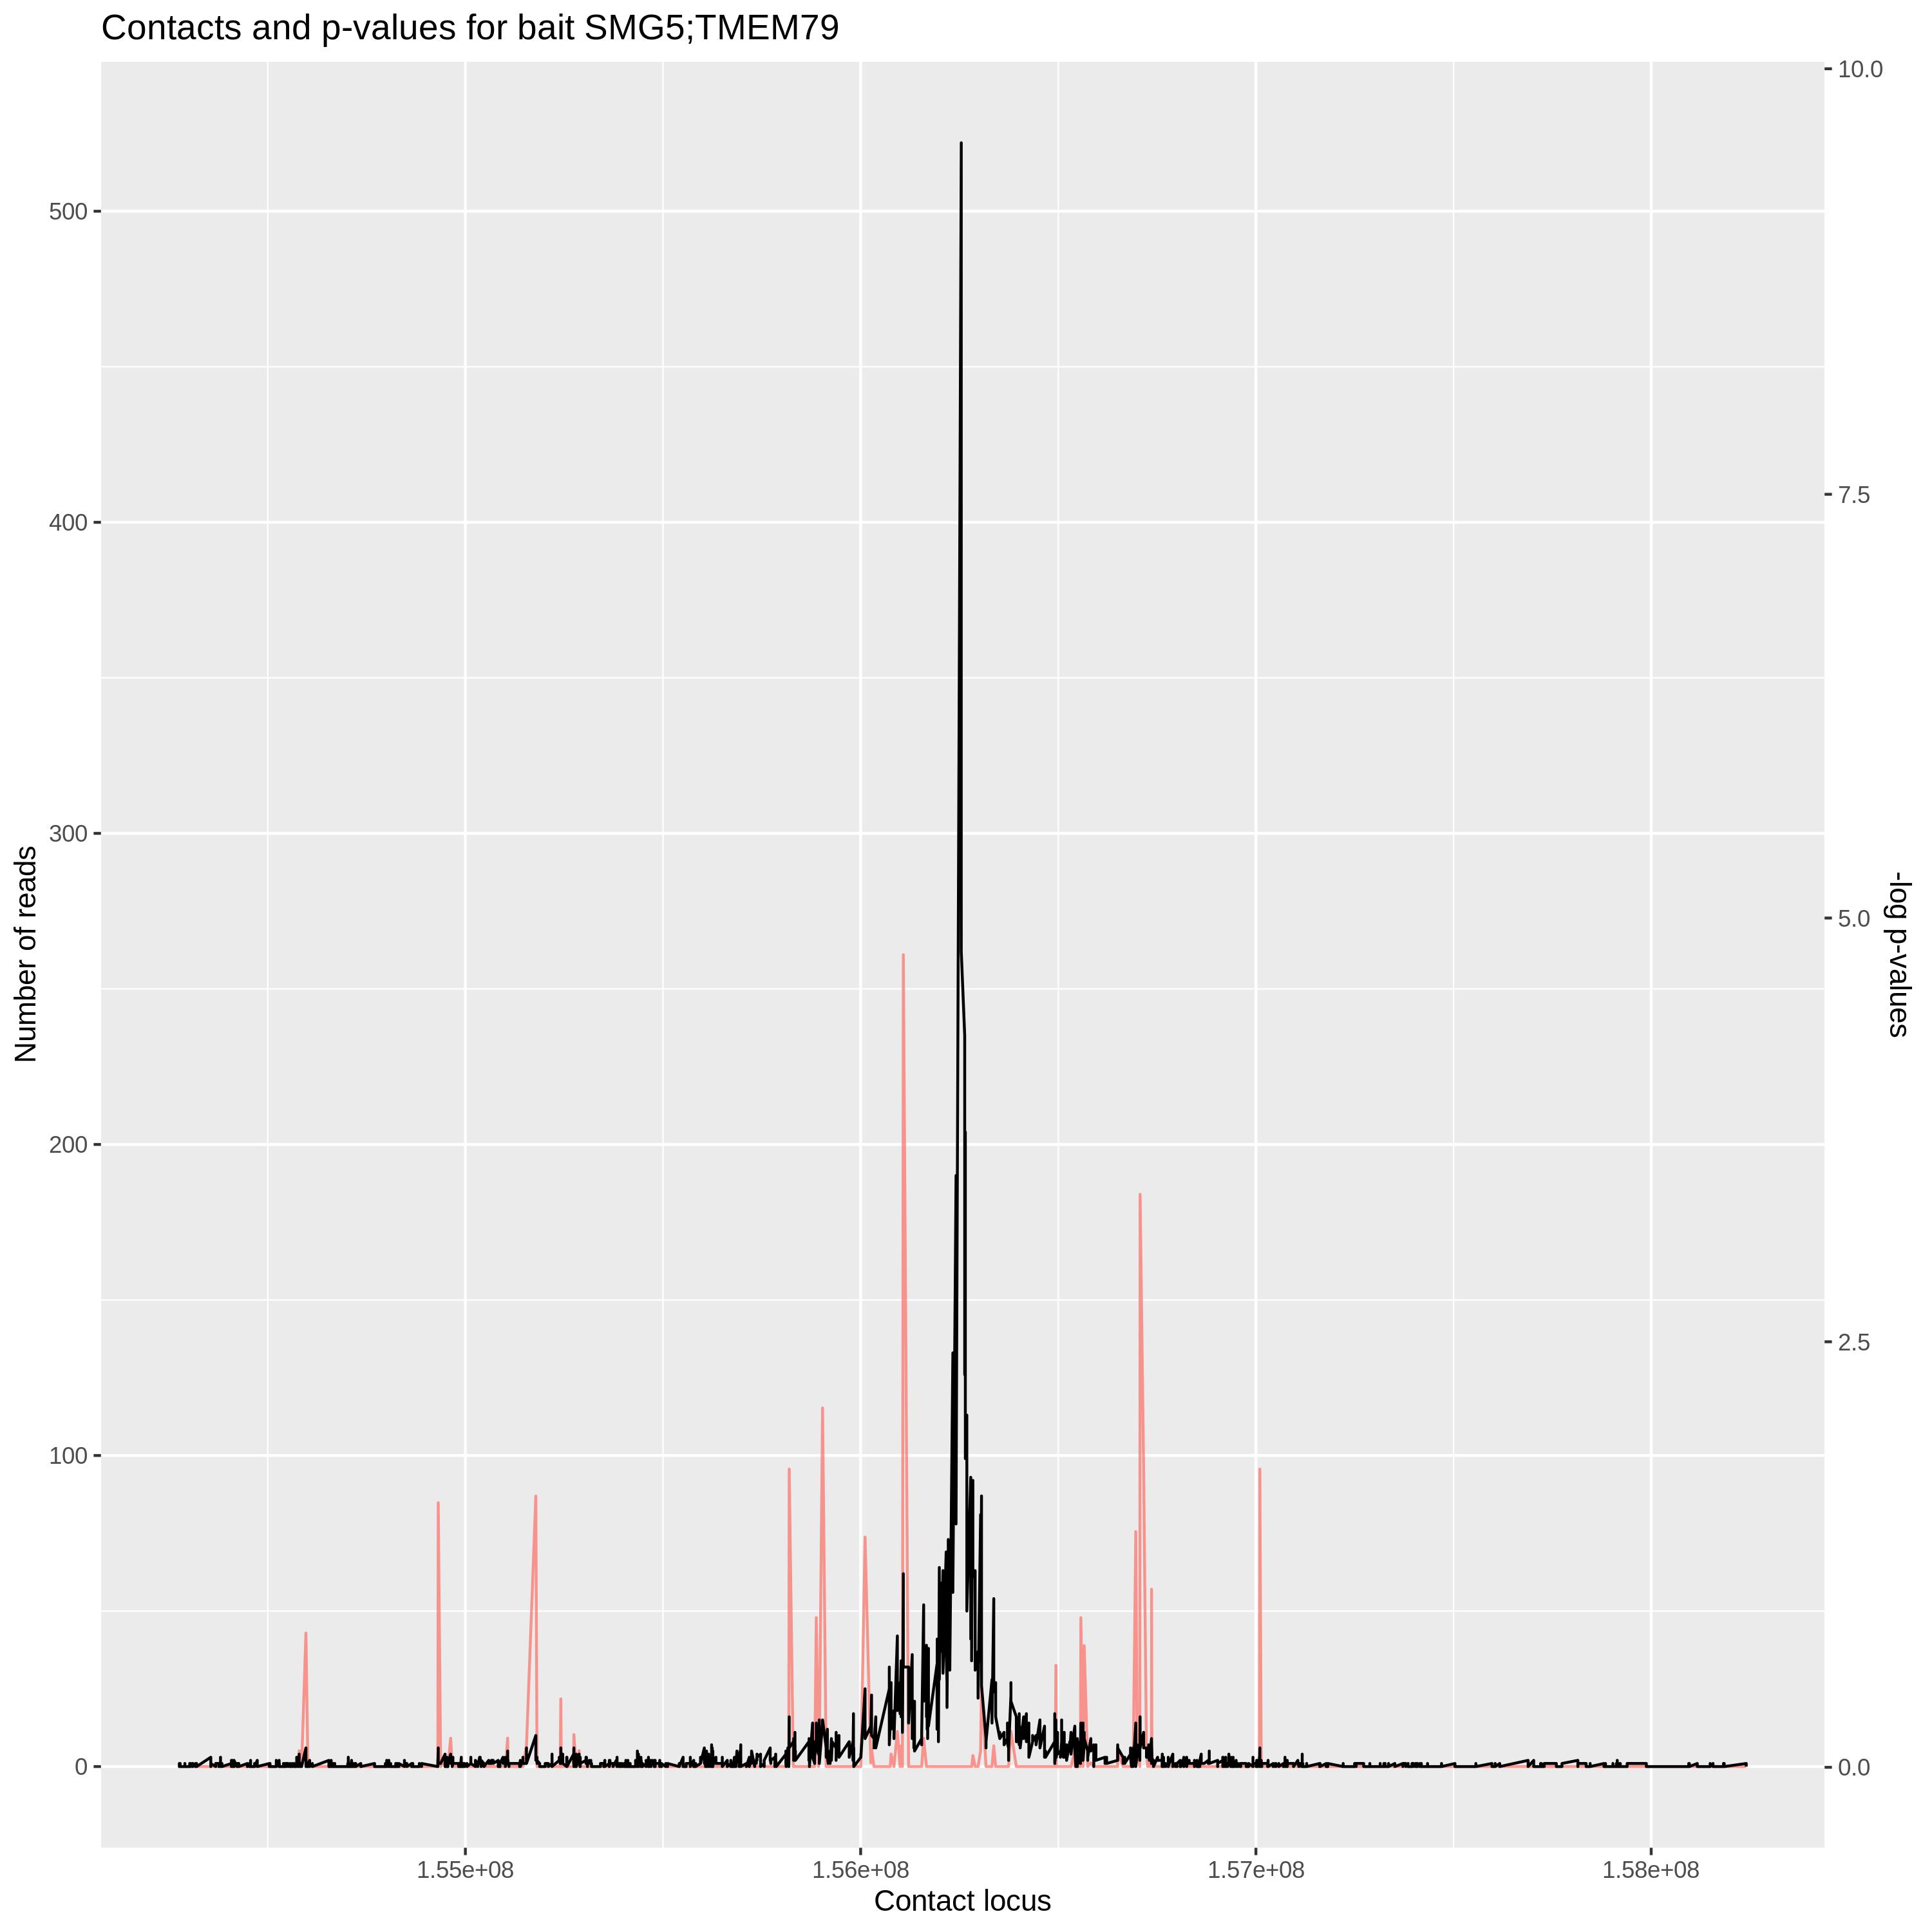 Contacts and p-values for bait SMG5;TMEM79
10.0
500
7.5
400
300
Number of reads
5.0
-log p-values
200
2.5
100
0
0.0
1.55e+08
1.56e+08
1.57e+08
1.58e+08
Contact locus